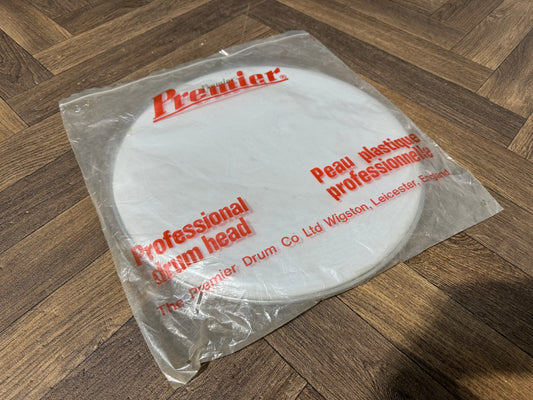 Premier®
Professional
drum head
Peau plastique
professionnelle
The Premier Drum Co Ltd Wigston, Leicester, England